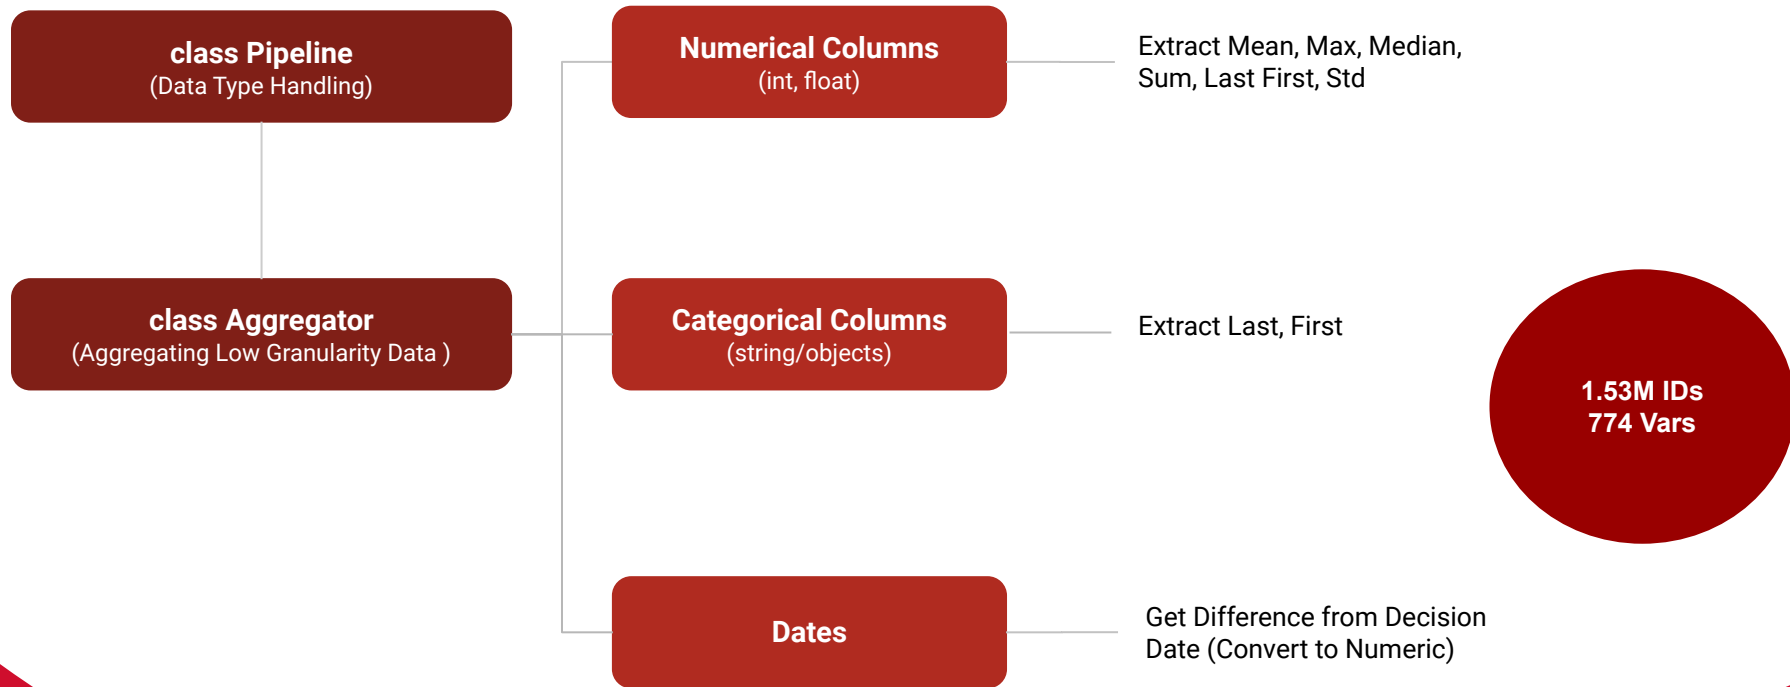 class Pipeline
(Data Type Handling)
Numerical Columns
(int, float)
Extract Mean, Max, Median,
Sum, Last First, Std
class Aggregator
(Aggregating Low Granularity Data )
Categorical Columns
(string/objects)
Extract Last, First
1.53M IDs
774 Vars
Dates
Get Difference from Decision
Date (Convert to Numeric)